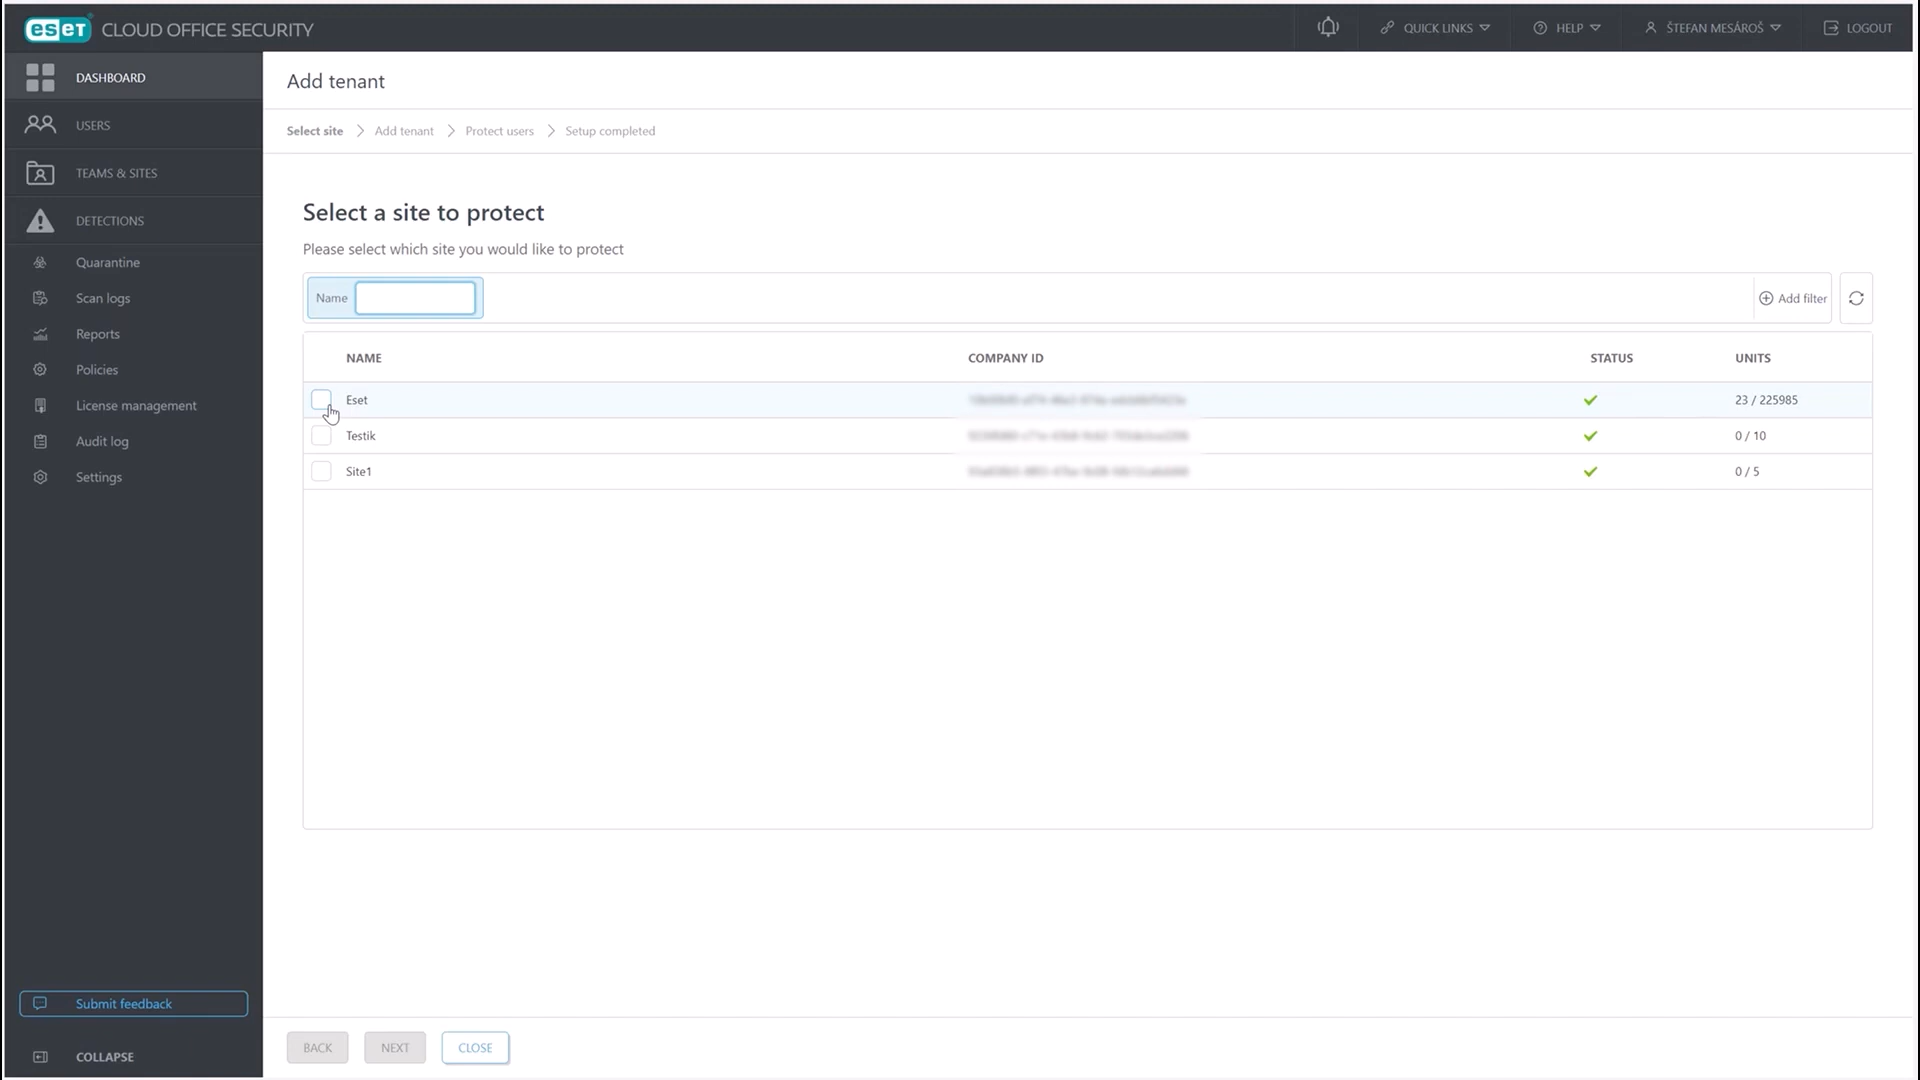 eset CLOUD OFFICE SECURITY
QUICK LINKS
HELP
ŠTEFAN MESÁROŠ
LOGOUT
DASHBOARD
USERS
TEAMS & SITES
DETECTIONS
Quarantine
Scan logs
Reports
Policies
License management
Audit log
Settings
Submit feedback
COLLAPSE
Add tenant
Select site Add tenant Protect users Setup completed
Select a site to protect
Please select which site you would like to protect
Name
Add filter
NAME COMPANY ID STATUS UNITS
Eset 23 / 225985
Testik 0 / 10
Site1 0 / 5
BACK NEXT CLOSE